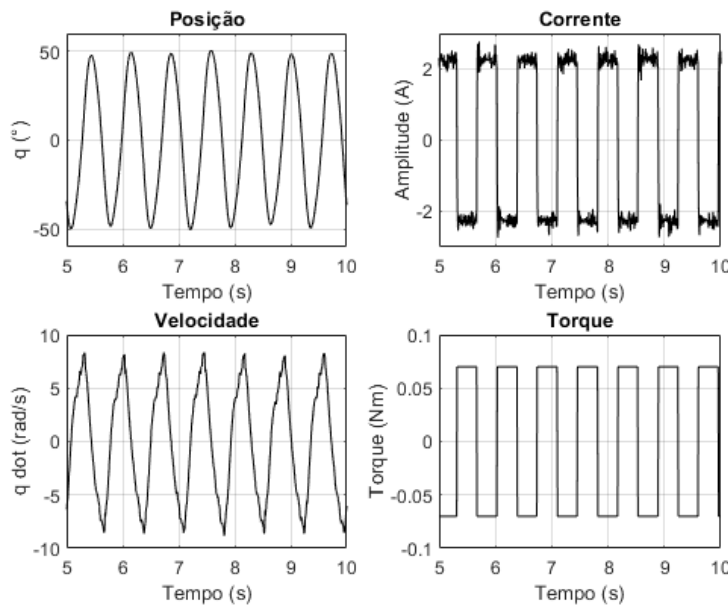 Posição
50
0
-50
q (°)
5 6 7 8 9 10
Tempo (s)
Corrente
2
0
-2
Amplitude (A)
5 6 7 8 9 10
Tempo (s)
Velocidade
10
5
0
-5
-10
q dot (rad/s)
5 6 7 8 9 10
Tempo (s)
Torque
0.1
0.05
0
-0.05
-0.1
Torque (Nm)
5 6 7 8 9 10
Tempo (s)